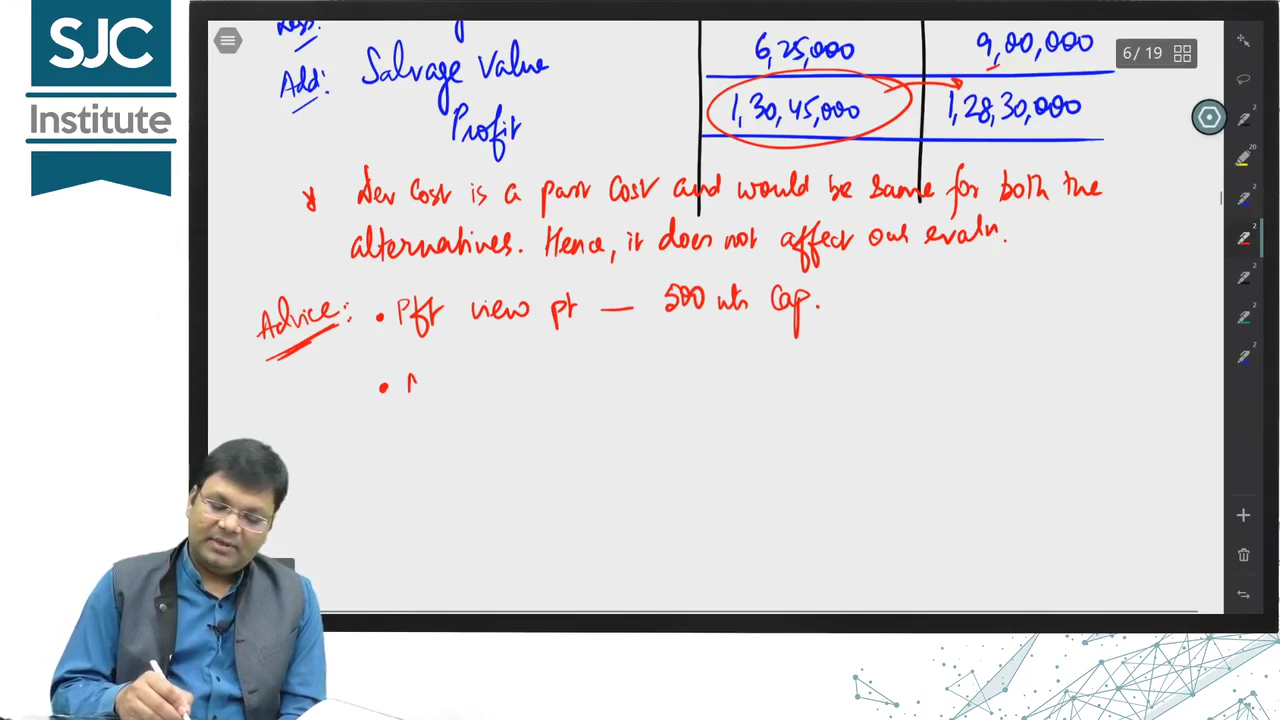 SJC
Institute
Less:
6,25,000 9,00,000
6 / 19
Add: Salvage Value
Profit 1,30,45,000 1,28,30,000
* Dev Cost is a past Cost and would be same for both the
alternatives. Hence, it does not affect our evaln.
Advice: • Pft view pt — 500 uts Cap.
•